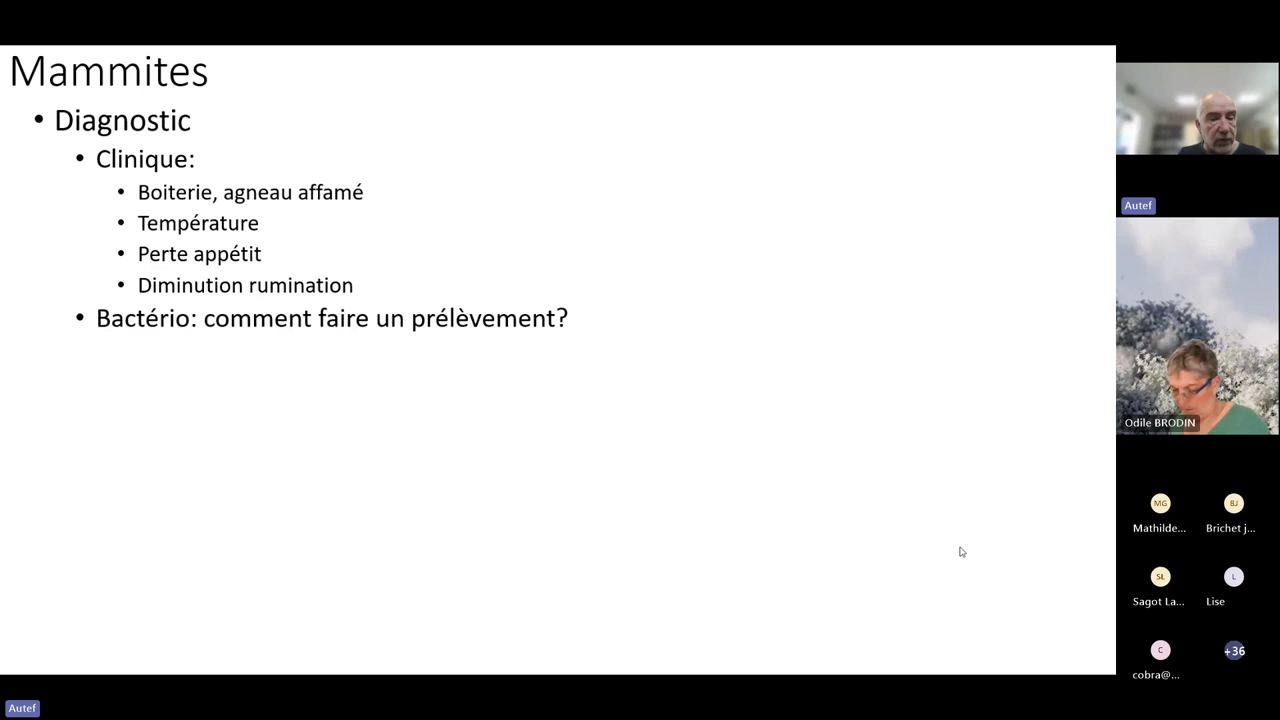 Mammites
• Diagnostic
• Clinique:
• Boiterie, agneau affamé
• Température
• Perte appétit
• Diminution rumination
• Bactério: comment faire un prélèvement?
Autef
Odile BRODIN
MG
BJ
Mathilde...
Brichet j...
SL
L
Sagot La...
Lise
C
+36
cobra@...
Autef